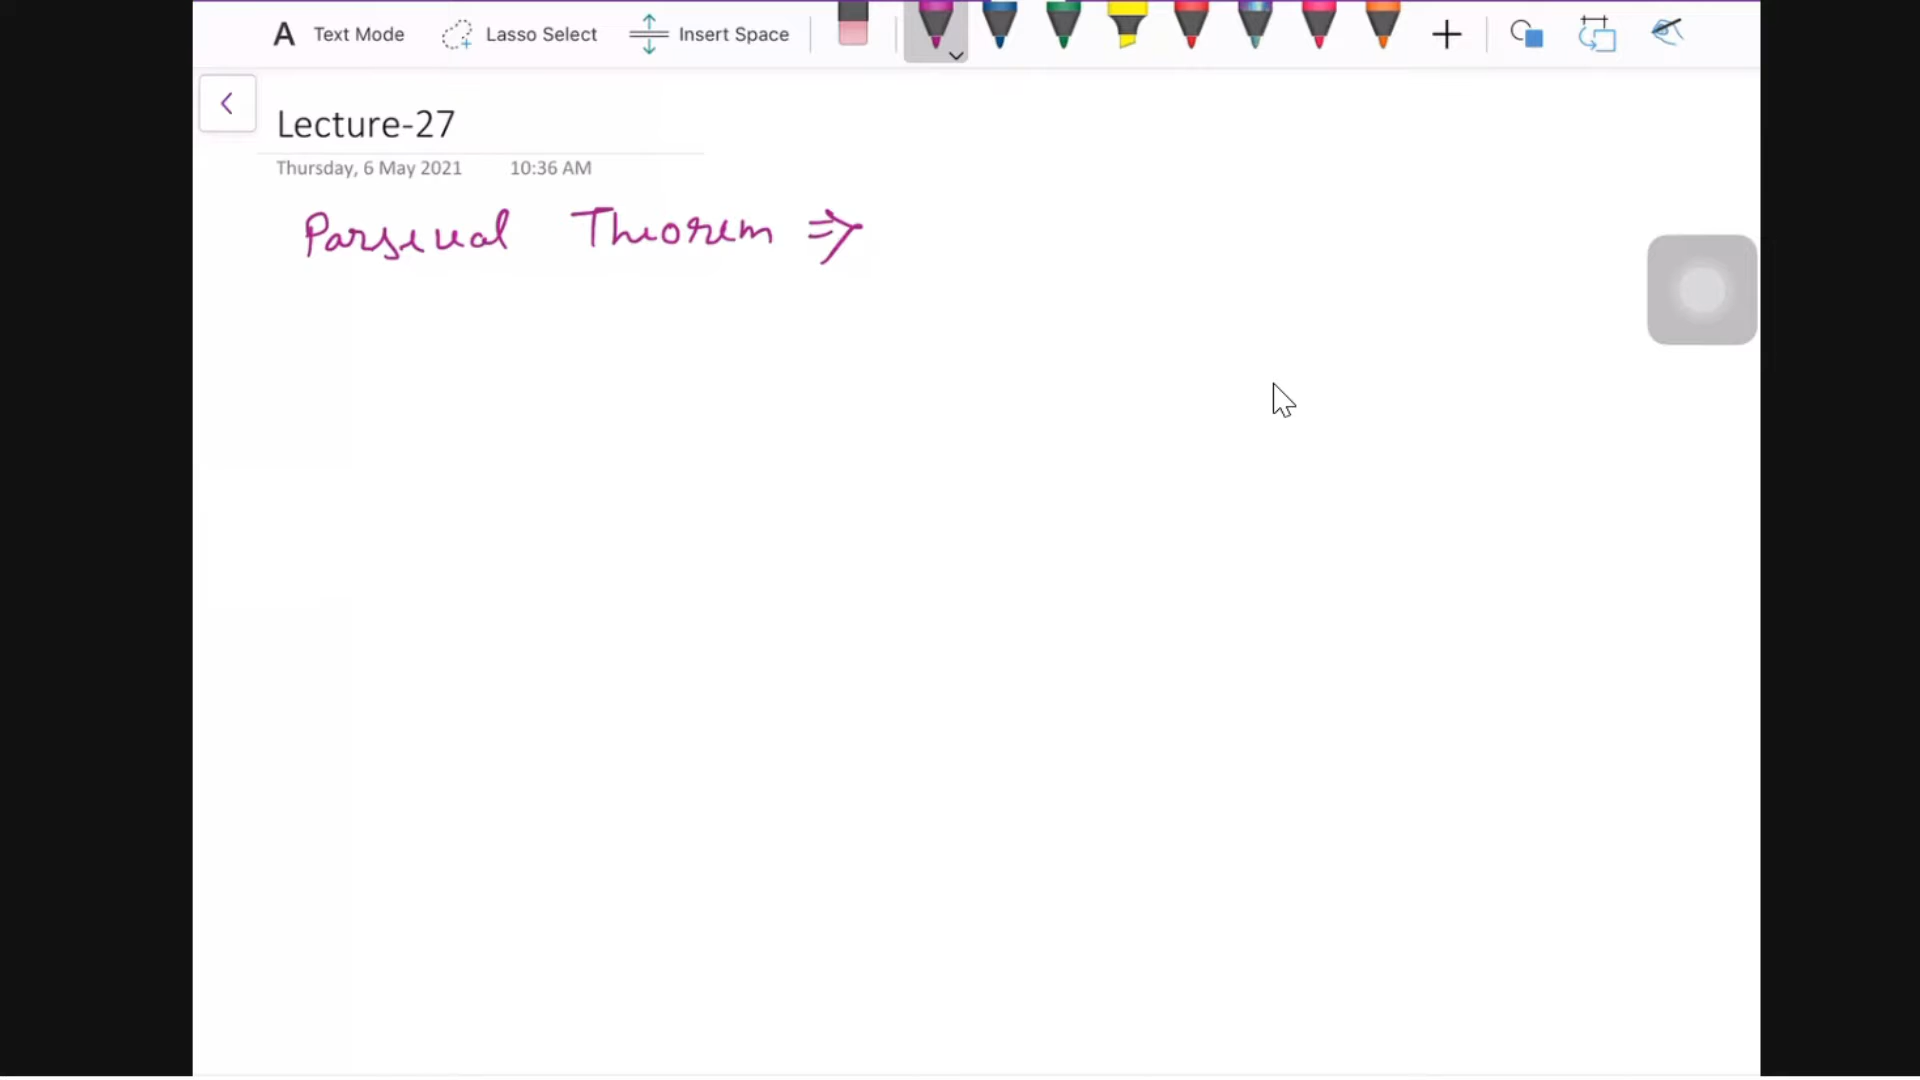 A Text Mode Lasso Select Insert Space
Lecture-27
Thursday, 6 May 2021 10:36 AM
Parseval Theorem ⇒